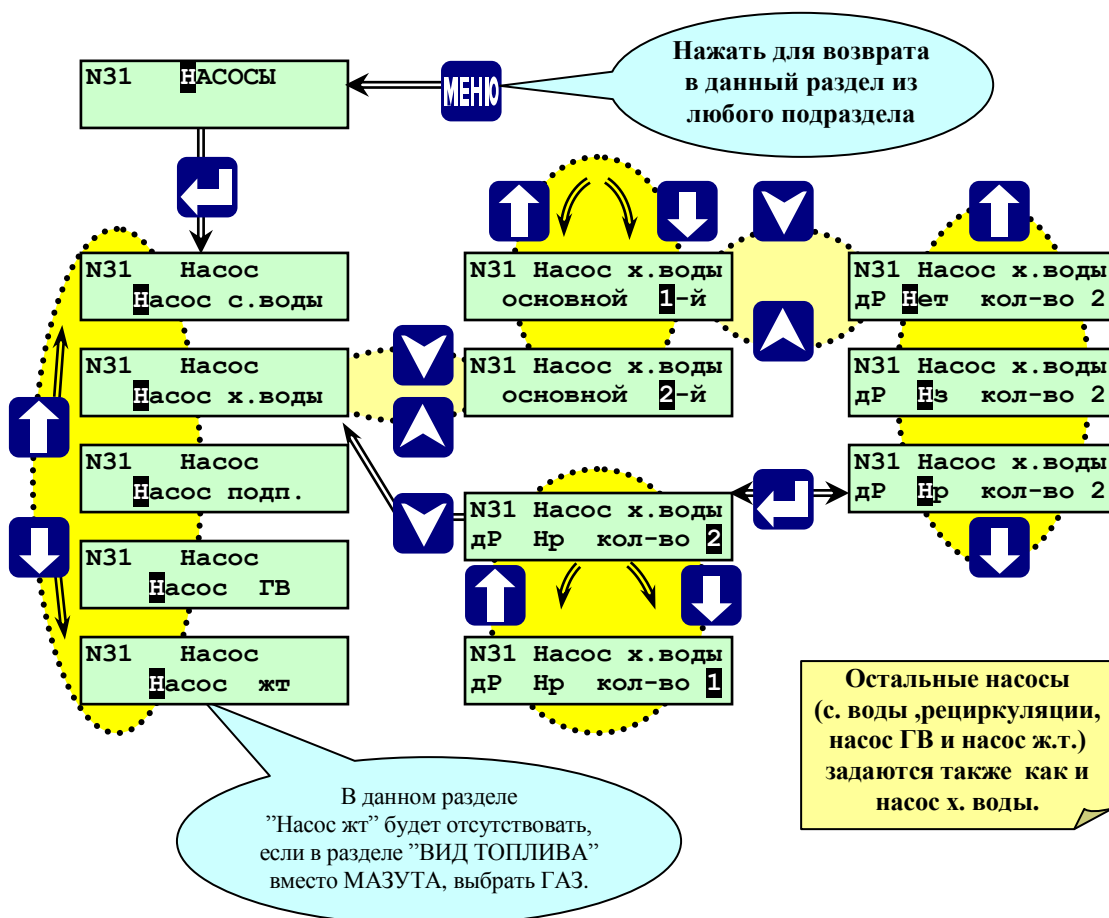 N31 НАСОСЫ
МЕНЮ
Нажать для возврата
в данный раздел из
любого подраздела
N31 Насос
Насос с.воды
N31 Насос
Насос х.воды
N31 Насос
Насос подп.
N31 Насос
Насос ГВ
N31 Насос
Насос жт
N31 Насос х.воды
основной 1-й
N31 Насос х.воды
основной 2-й
N31 Насос х.воды
дР Нр кол-во 2
N31 Насос х.воды
дР Нр кол-во 1
N31 Насос х.воды
дР Нет кол-во 2
N31 Насос х.воды
дР Нз кол-во 2
N31 Насос х.воды
дР Нр кол-во 2
Остальные насосы
(с. воды ,рециркуляции,
насос ГВ и насос ж.т.)
задаются также как и
насос х. воды.
В данном разделе
”Насос жт” будет отсутствовать,
если в разделе ”ВИД ТОПЛИВА”
вместо МАЗУТА, выбрать ГАЗ.